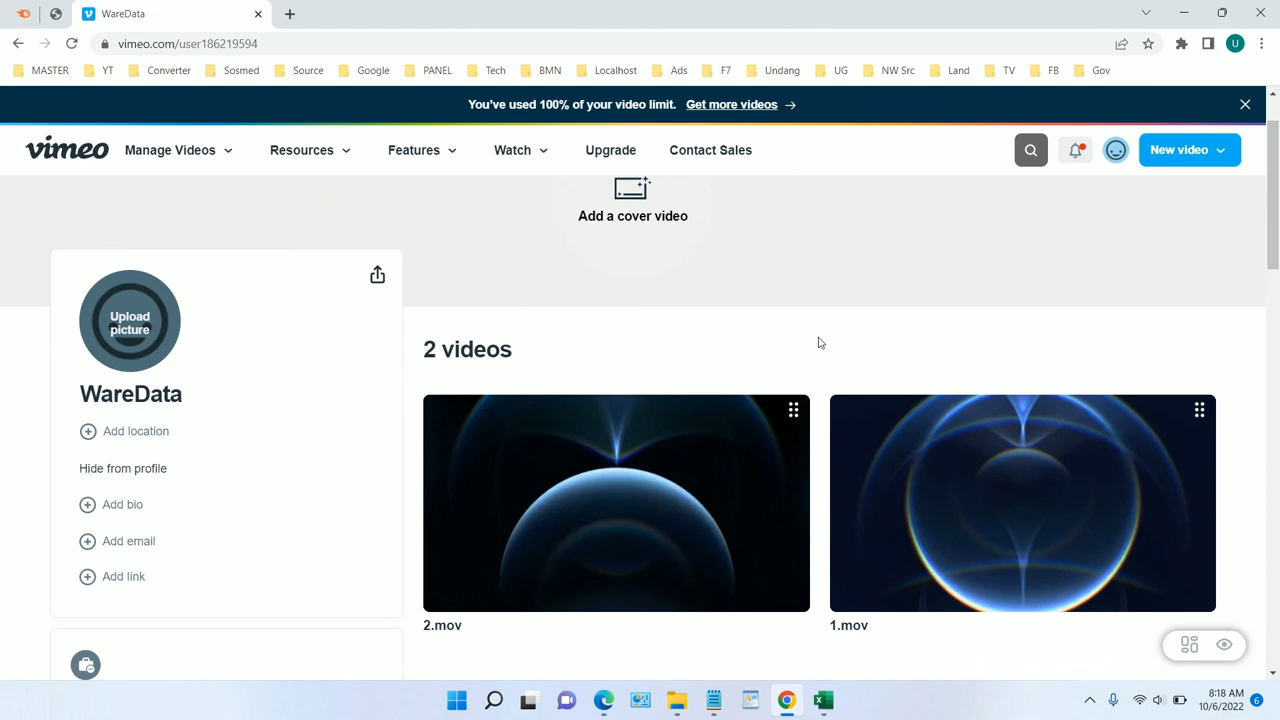 WareData
vimeo.com/user186219594
U
MASTER YT Converter Sosmed Source Google PANEL Tech BMN Localhost Ads F7 Undang UG NW Src Land TV FB Gov
You've used 100% of your video limit. Get more videos →
vimeo Manage Videos Resources Features Watch Upgrade Contact Sales New video
Add a cover video
Upload
picture
2 videos
WareData
Add location
Hide from profile
Add bio
Add email
Add link
2.mov 1.mov
8:18 AM
10/6/2022 6